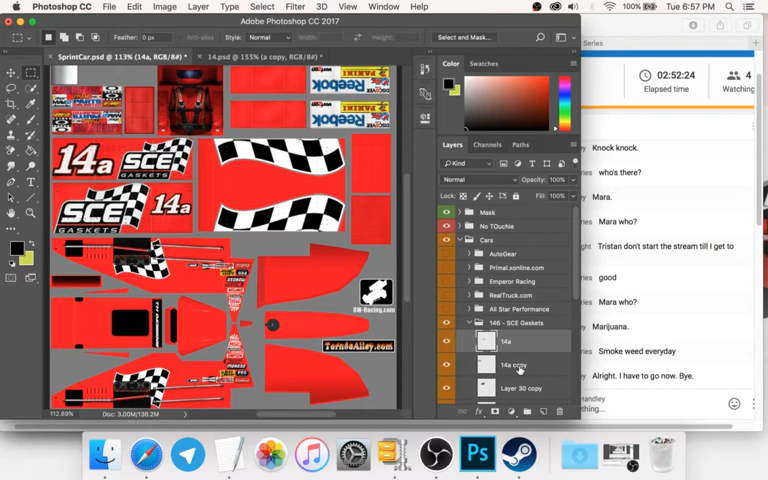 Photoshop CC File Edit Image Layer Type Select Filter 3D View Window Help 100% Tue 6:57 PM
Adobe Photoshop CC 2017
Feather: 0 px Anti-alias Style: Normal Width: Height: Select and Mask...
SprintCar.psd @ 113% (14a, RGB/8#) * 14.psd @ 155% (a copy, RGB/8#) *
Color Swatches
Series
02:52:24
Elapsed time
4
Watching
Reebok
PANINI
DISCOVER
Reebok
PANINI
DISCOVER
14a SCE
GASKETS
SCE
GASKETS
14a
DW-Racing.com
TornadoAlley.com
112.89% Doc: 3.00M/138.2M
Layers Channels Paths
Kind
Normal Opacity: 100%
Lock: Fill: 100%
Mask
No TOuchie
Cars
AutoGear
Primal.xonline.com
Emperor Racing
RealTruck.com
All Star Performance
146 - SCE Gaskets
14a
14a copy
Layer 30 copy
Knock knock.
who's there?
Mara.
Mara who?
Tristan don't start the stream till I get to
good
Mara who?
Marijuana.
Smoke weed everyday
Alright. I have to go now. Bye.
Handley
Ps